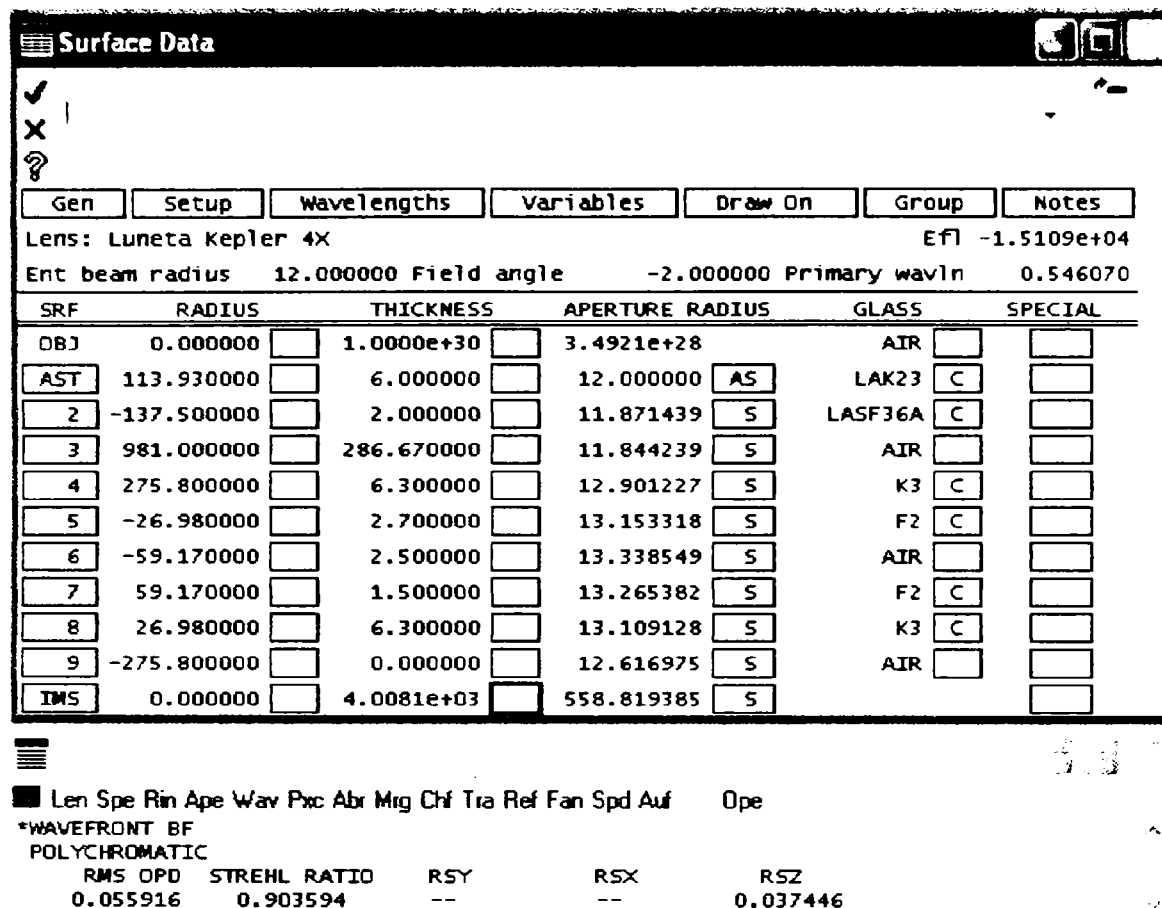 Surface Data
Gen Setup Wavelengths Variables Draw On Group Notes
Lens: Luneta Kepler 4X Efl -1.5109e+04
Ent beam radius 12.000000 Field angle -2.000000 Primary wavln 0.546070
SRF RADIUS THICKNESS APERTURE RADIUS GLASS SPECIAL
OBJ 0.000000 1.0000e+30 3.4921e+28 AIR
AST 113.930000 6.000000 12.000000 AS LAK23 C
2 -137.500000 2.000000 11.871439 S LASF36A C
3 981.000000 286.670000 11.844239 S AIR
4 275.800000 6.300000 12.901227 S K3 C
5 -26.980000 2.700000 13.153318 S F2 C
6 -59.170000 2.500000 13.338549 S AIR
7 59.170000 1.500000 13.265382 S F2 C
8 26.980000 6.300000 13.109128 S K3 C
9 -275.800000 0.000000 12.616975 S AIR
IMS 0.000000 4.0081e+03 558.819385 S
Len Spe Rin Ape Wav Pxc Abr Mrg Chf Tra Ref Fan Spd Auf Ope
*WAVEFRONT BF
POLYCHROMATIC
RMS OPD STREHL RATIO RSY RSX RSZ
0.055916 0.903594 -- -- 0.037446